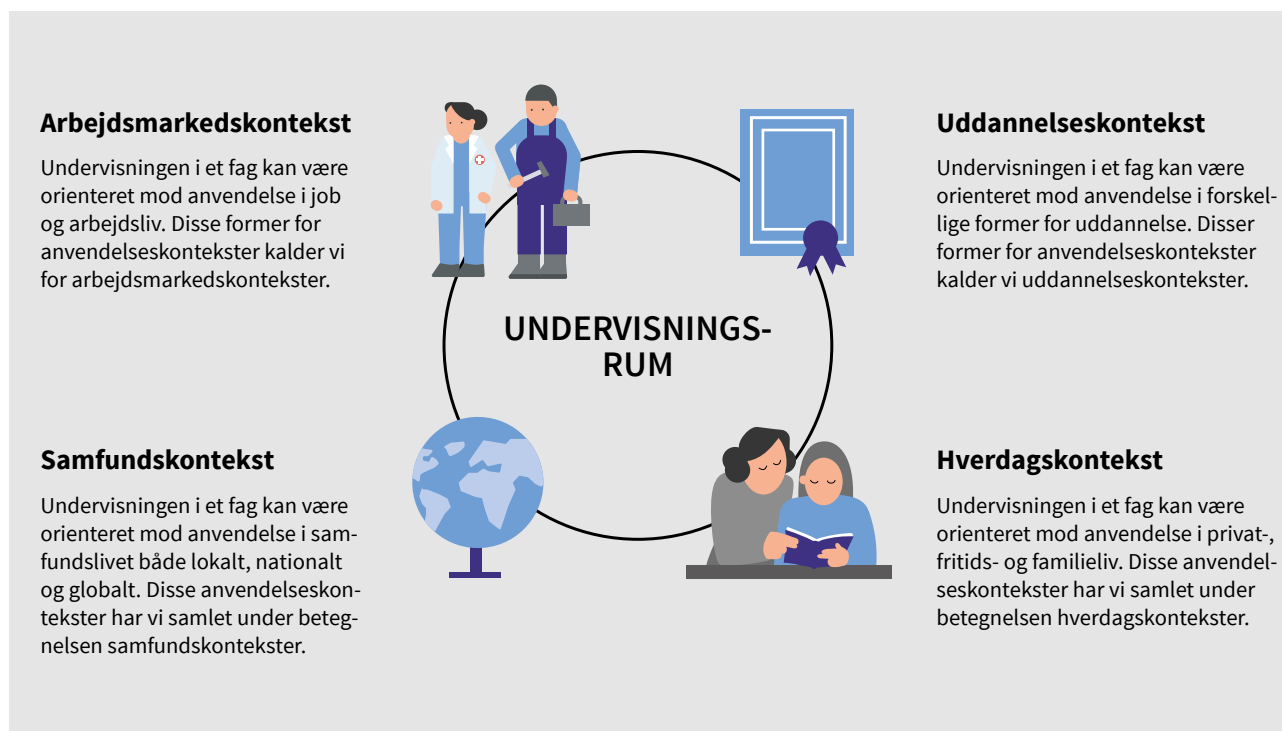 Arbejdsmarkedskontekst
Undervisningen i et fag kan være
orienteret mod anvendelse i job
og arbejdsliv. Disse former for
anvendelseskontekster kalder vi
for arbejdsmarkedskontekster.
Uddannelseskontekst
Undervisningen i et fag kan være
orienteret mod anvendelse i forskel-
lige former for uddannelse. Disser
former for anvendelseskontekster
kalder vi uddannelseskontekster.
UNDERVISNINGS-
RUM
Samfundskontekst
Undervisningen i et fag kan være
orienteret mod anvendelse i sam-
fundslivet både lokalt, nationalt
og globalt. Disse anvendelseskon-
tekster har vi samlet under beteg-
nelsen samfundskontekster.
Hverdagskontekst
Undervisningen i et fag kan være
orienteret mod anvendelse i privat-,
fritids- og familieliv. Disse anvendel-
seskontekster har vi samlet under
betegnelsen hverdagskontekster.